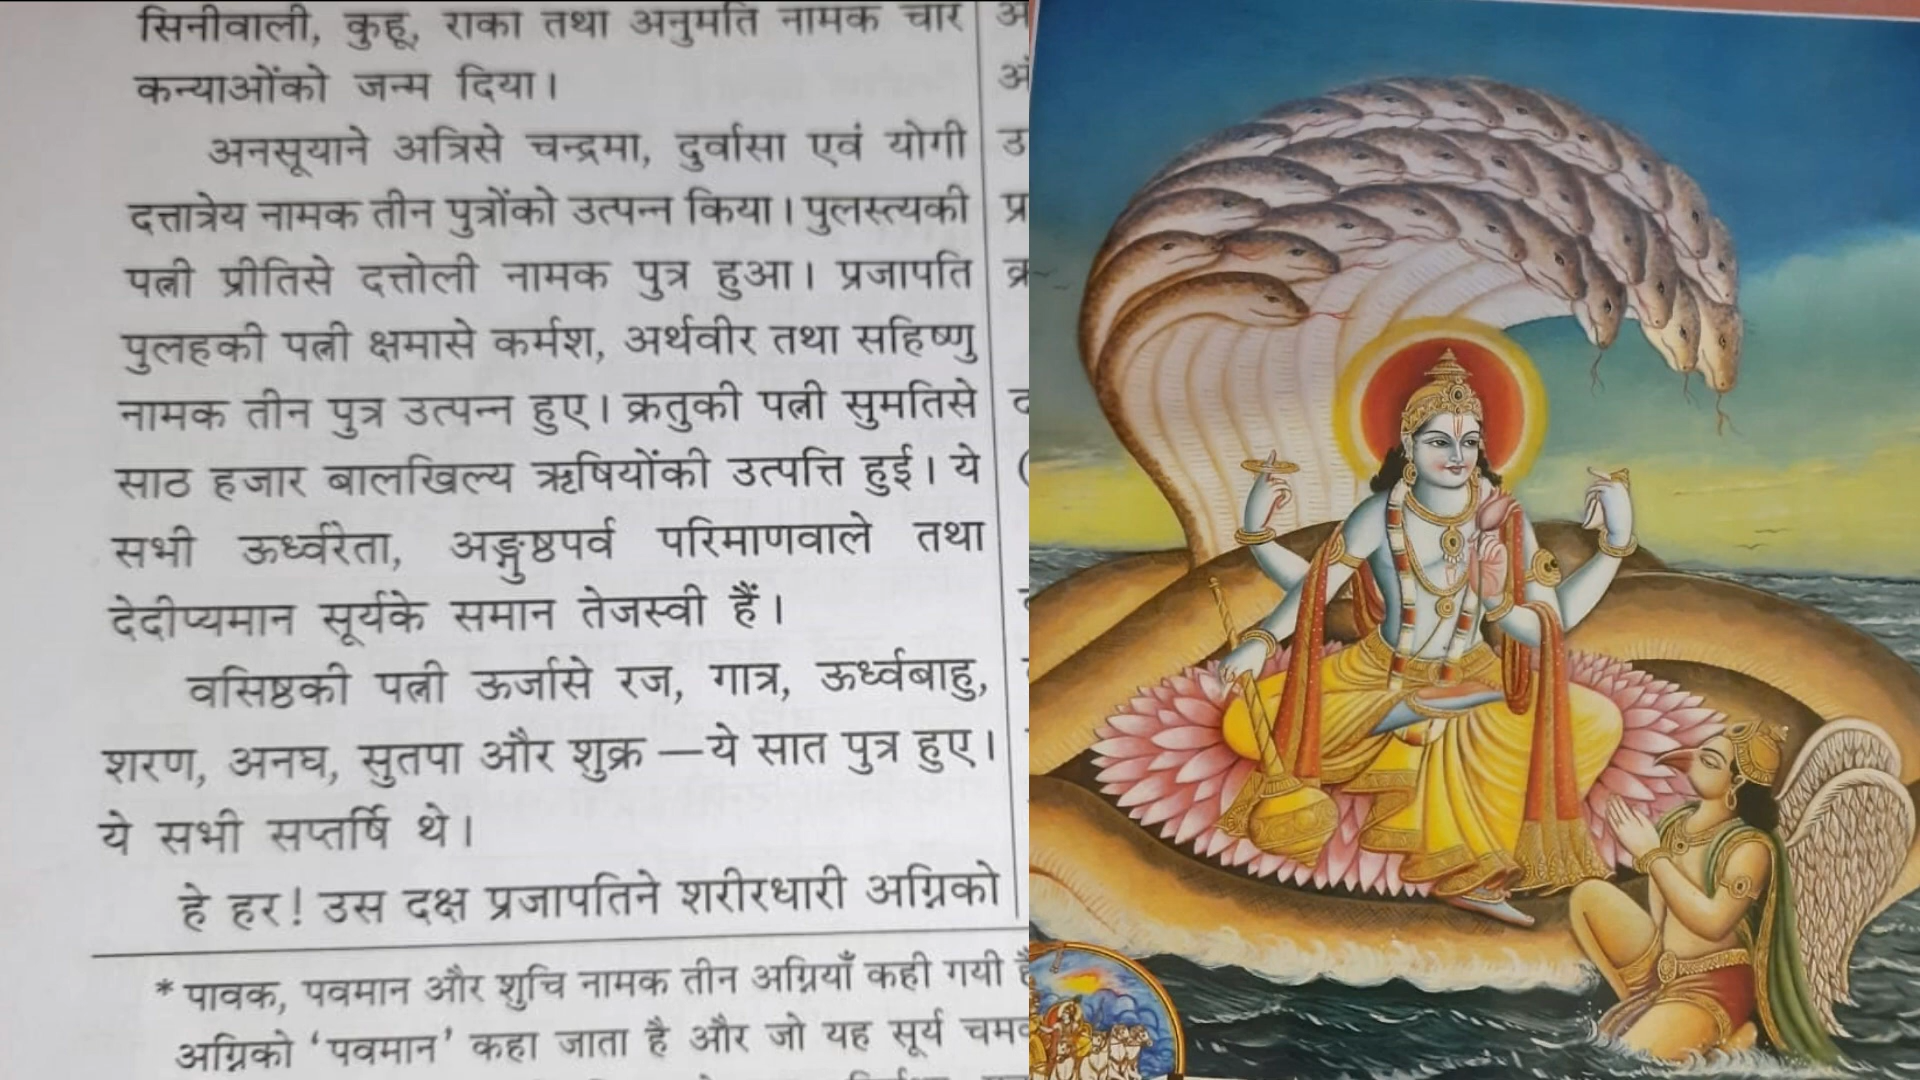 सिनीवाली, कुहू, राका तथा अनुमति नामक चार
कन्याओंको जन्म दिया।
अनसूयाने अत्रिसे चन्द्रमा, दुर्वासा एवं योगी
दत्तात्रेय नामक तीन पुत्रोंको उत्पन्न किया। पुलस्त्यकी
पत्नी प्रीतिसे दत्तोली नामक पुत्र हुआ। प्रजापति
पुलहकी पत्नी क्षमासे कर्मश, अर्थवीर तथा सहिष्णु
नामक तीन पुत्र उत्पन्न हुए। क्रतुकी पत्नी सुमतिसे
साठ हजार बालखिल्य ऋषियोंकी उत्पत्ति हुई। ये
सभी ऊर्ध्वरेता, अङ्गुष्ठपर्व परिमाणवाले तथा
देदीप्यमान सूर्यके समान तेजस्वी हैं।
वसिष्ठकी पत्नी ऊर्जासे रज, गात्र, ऊर्ध्वबाहु,
शरण, अनघ, सुतपा और शुक्र —ये सात पुत्र हुए।
ये सभी सप्तर्षि थे।
हे हर! उस दक्ष प्रजापतिने शरीरधारी अग्निको
* पावक, पवमान और शुचि नामक तीन अग्नियाँ कही गयी
अग्निको ‘पवमान’ कहा जाता है और जो यह सूर्य